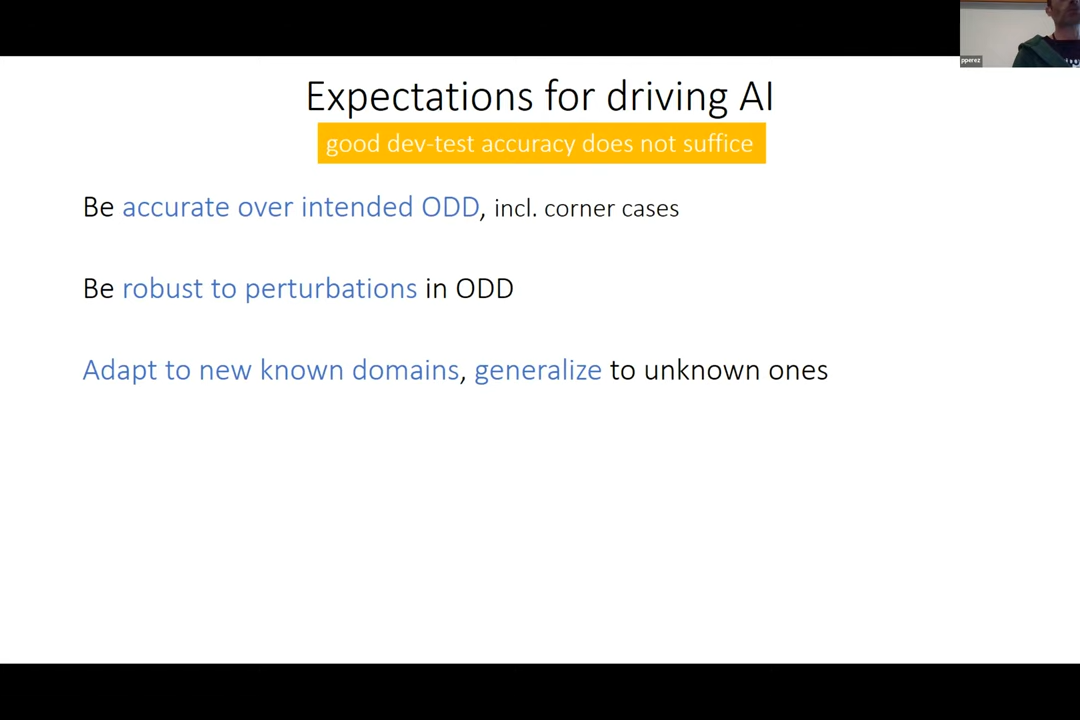 pperez
Expectations for driving AI
good dev-test accuracy does not suffice
Be accurate over intended ODD, incl. corner cases
Be robust to perturbations in ODD
Adapt to new known domains, generalize to unknown ones